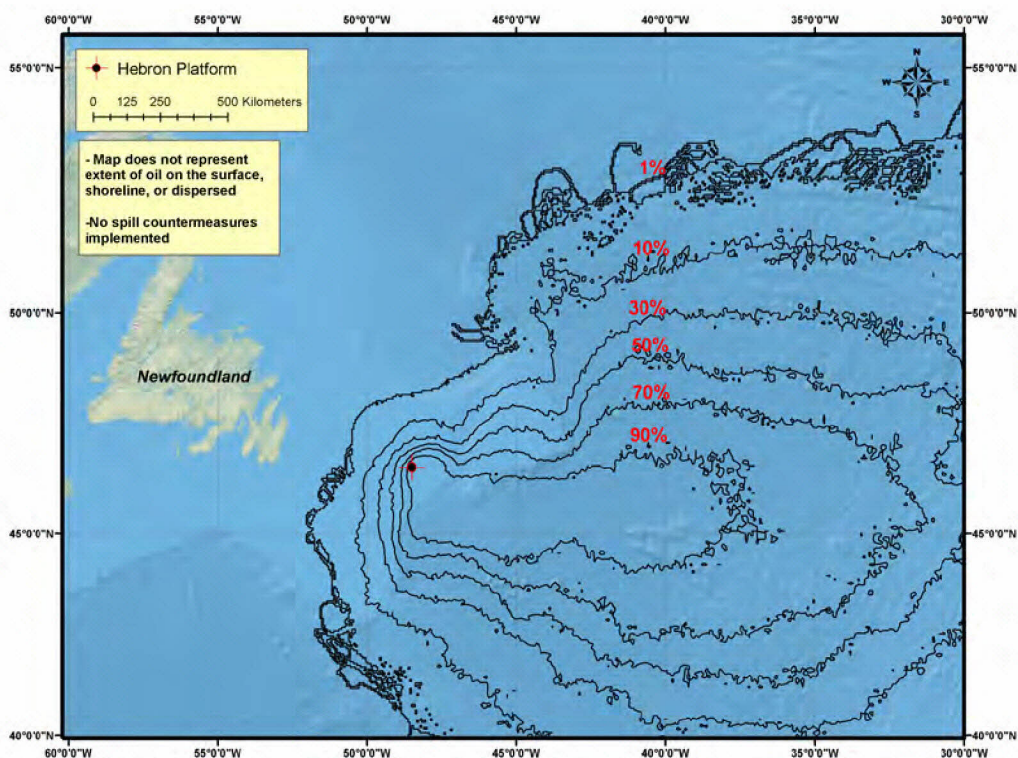 60°0'0"W 55°0'0"W 50°0'0"W 45°0'0"W 40°0'0"W 35°0'0"W 30°0'0"W
55°0'0"N 55°0'0"N
Hebron Platform
0 125 250 500 Kilometers
N
W E
S
- Map does not represent
extent of oil on the surface,
shoreline, or dispersed
-No spill countermeasures
implemented
1%
10%
50°0'0"N 50°0'0"N
30%
50%
Newfoundland
70%
90%
45°0'0"N 45°0'0"N
40°0'0"N 40°0'0"N
60°0'0"W 55°0'0"W 50°0'0"W 45°0'0"W 40°0'0"W 35°0'0"W 30°0'0"W